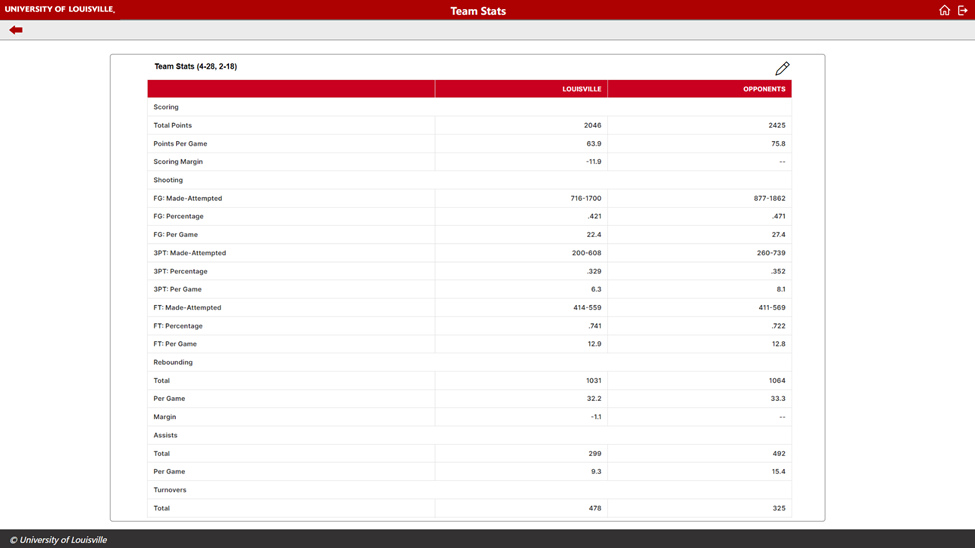 UNIVERSITY OF LOUISVILLE.
Team Stats
Team Stats (4-28, 2-18)
LOUISVILLE OPPONENTS
Scoring
Total Points 2046 2425
Points Per Game 63.9 75.8
Scoring Margin -11.9 --
Shooting
FG: Made-Attempted 716-1700 877-1862
FG: Percentage .421 .471
FG: Per Game 22.4 27.4
3PT: Made-Attempted 200-608 260-739
3PT: Percentage .329 .352
3PT: Per Game 6.3 8.1
FT: Made-Attempted 414-559 411-569
FT: Percentage .741 .722
FT: Per Game 12.9 12.8
Rebounding
Total 1031 1064
Per Game 32.2 33.3
Margin -1.1 --
Assists
Total 299 492
Per Game 9.3 15.4
Turnovers
Total 478 325
© University of Louisville